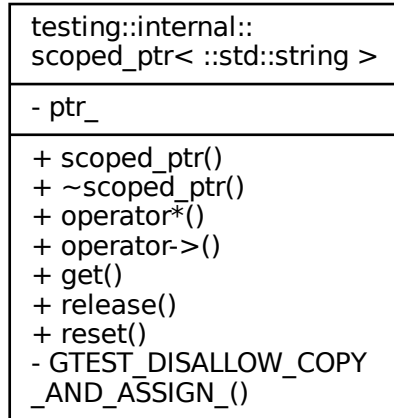 testing::internal::
scoped_ptr< ::std::string >
- ptr_
+ scoped_ptr()
+ ~scoped_ptr()
+ operator*()
+ operator->()
+ get()
+ release()
+ reset()
- GTEST_DISALLOW_COPY
_AND_ASSIGN_()